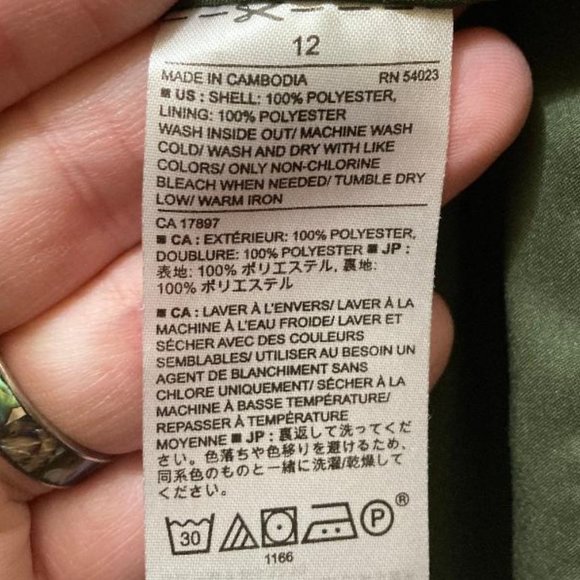 12
MADE IN CAMBODIA RN 54023
■ US : SHELL: 100% POLYESTER,
LINING: 100% POLYESTER
WASH INSIDE OUT/ MACHINE WASH
COLD/ WASH AND DRY WITH LIKE
COLORS/ ONLY NON-CHLORINE
BLEACH WHEN NEEDED/ TUMBLE DRY
LOW/ WARM IRON
CA 17897
■ CA : EXTÉRIEUR: 100% POLYESTER,
DOUBLURE: 100% POLYESTER ■ JP :
表地: 100% ポリエステル, 裏地:
100% ポリエステル
■ CA : LAVER À L'ENVERS/ LAVER À LA
MACHINE À L'EAU FROIDE/ LAVER ET
SÉCHER AVEC DES COULEURS
SEMBLABLES/ UTILISER AU BESOIN UN
AGENT DE BLANCHIMENT SANS
CHLORE UNIQUEMENT/ SÉCHER À LA
MACHINE À BASSE TEMPÉRATURE/
REPASSER À TEMPÉRATURE
MOYENNE ■ JP : 裏返して洗ってくだ
さい。色落ちや色移りを避けるため、
同系色のものと一緒に洗濯/乾燥して
ください。
30 P ®
1166